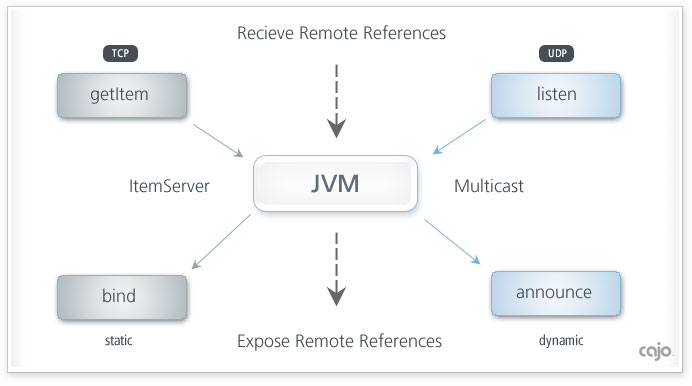 Recieve Remote References
TCP
UDP
getItem
listen
ItemServer
JVM
Multicast
bind
announce
static
Expose Remote References
dynamic
cajo